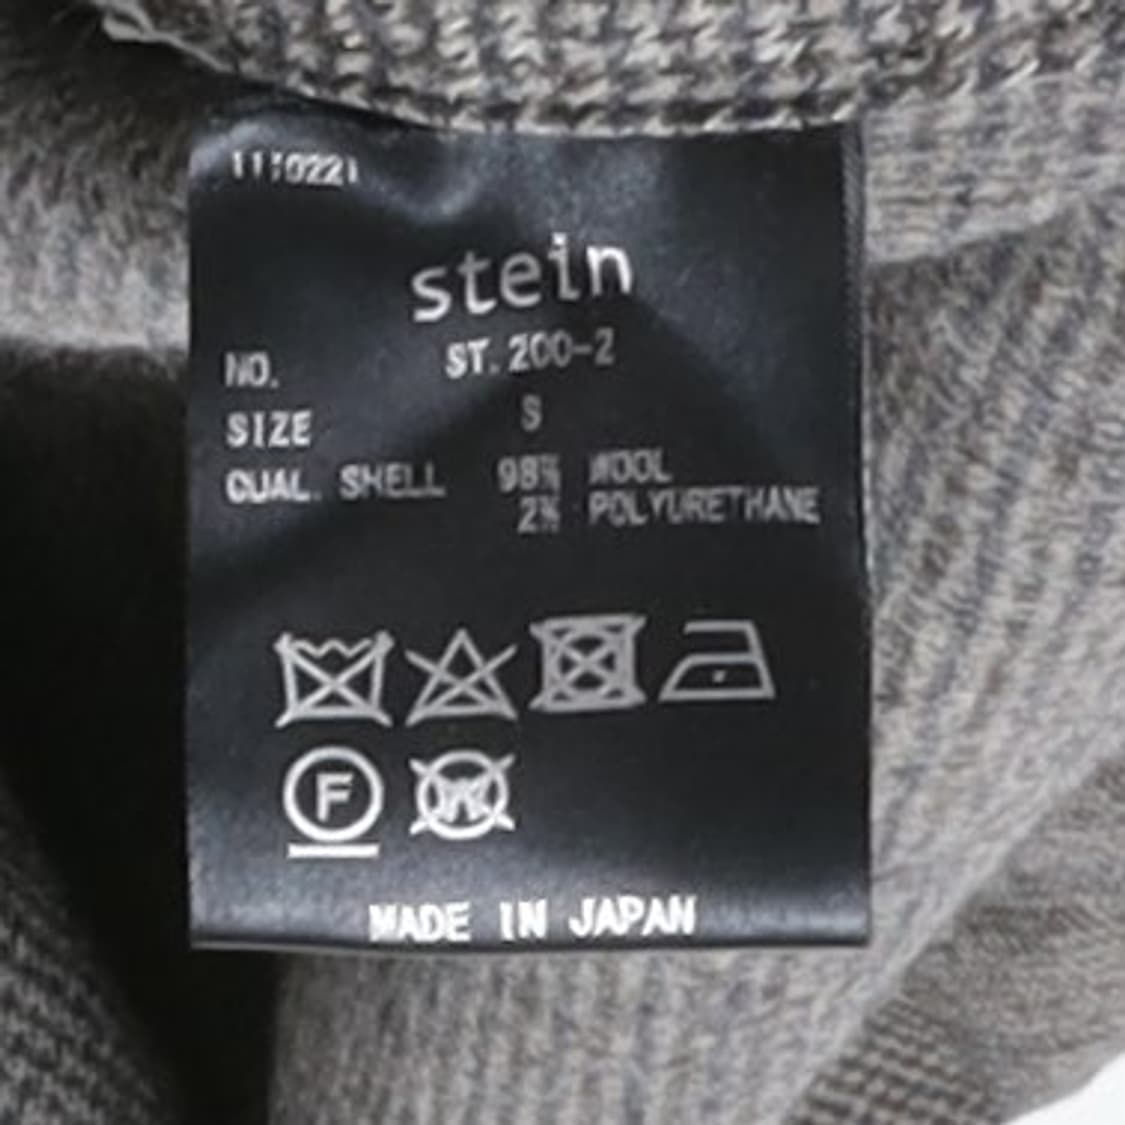 1110221
stein
NO. ST.200-2
SIZE S
QUAL. SHELL 98% WOOL
2% POLYURETHANE
F
W
MADE IN JAPAN